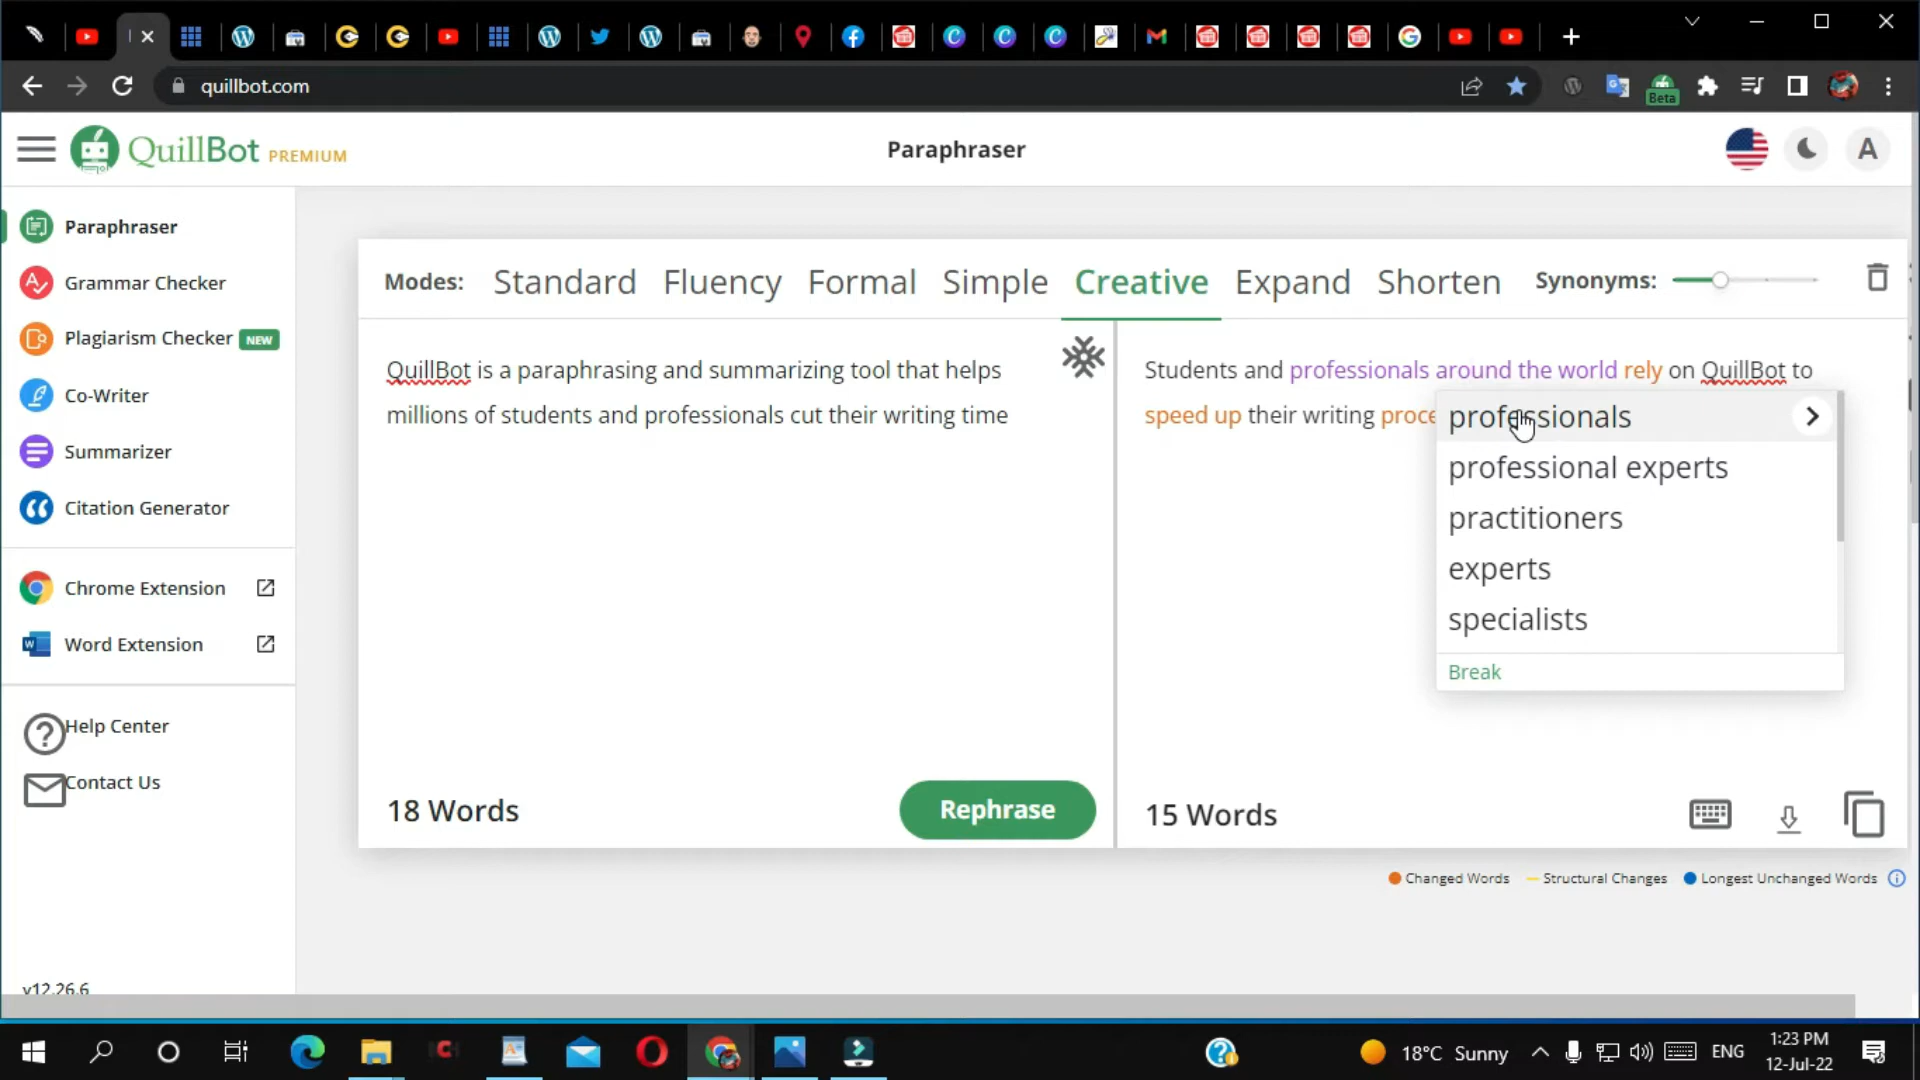 quillbot.com
Beta
QuillBot PREMIUM
Paraphraser
A
Paraphraser
Grammar Checker
Plagiarism Checker NEW
Co-Writer
Summarizer
Citation Generator
Chrome Extension
Word Extension
Help Center
Contact Us
v12.26.6
Modes: Standard Fluency Formal Simple Creative Expand Shorten Synonyms:
QuillBot is a paraphrasing and summarizing tool that helps
millions of students and professionals cut their writing time
18 Words
Rephrase
Students and professionals around the world rely on QuillBot to
speed up their writing proce
professionals
professional experts
practitioners
experts
specialists
Break
15 Words
Changed Words Structural Changes Longest Unchanged Words
18°C Sunny
ENG
1:23 PM
12-Jul-22